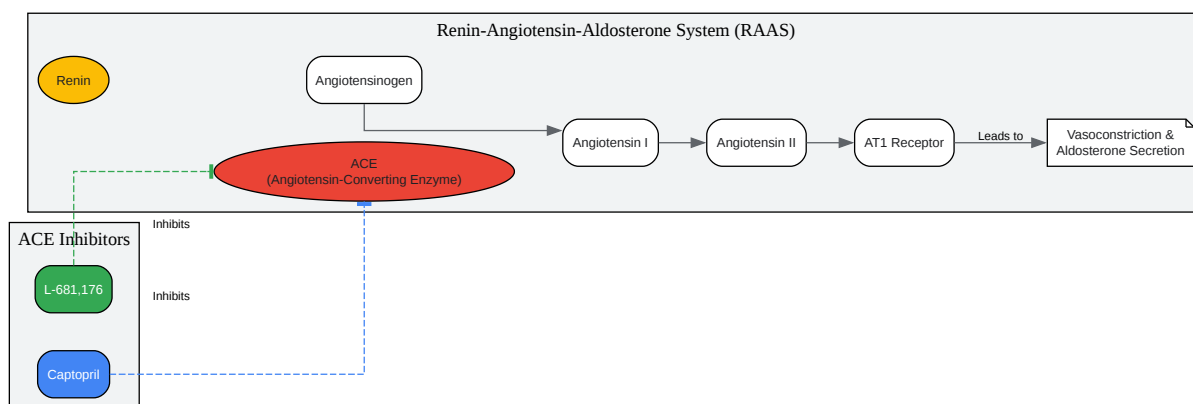 Renin-Angiotensin-Aldosterone System (RAAS)
Renin
Angiotensinogen
Angiotensin I
Angiotensin II
AT1 Receptor
Leads to
Vasoconstriction &
Aldosterone Secretion
ACE
(Angiotensin-Converting Enzyme)
Inhibits
ACE Inhibitors
L-681,176
Inhibits
Captopril